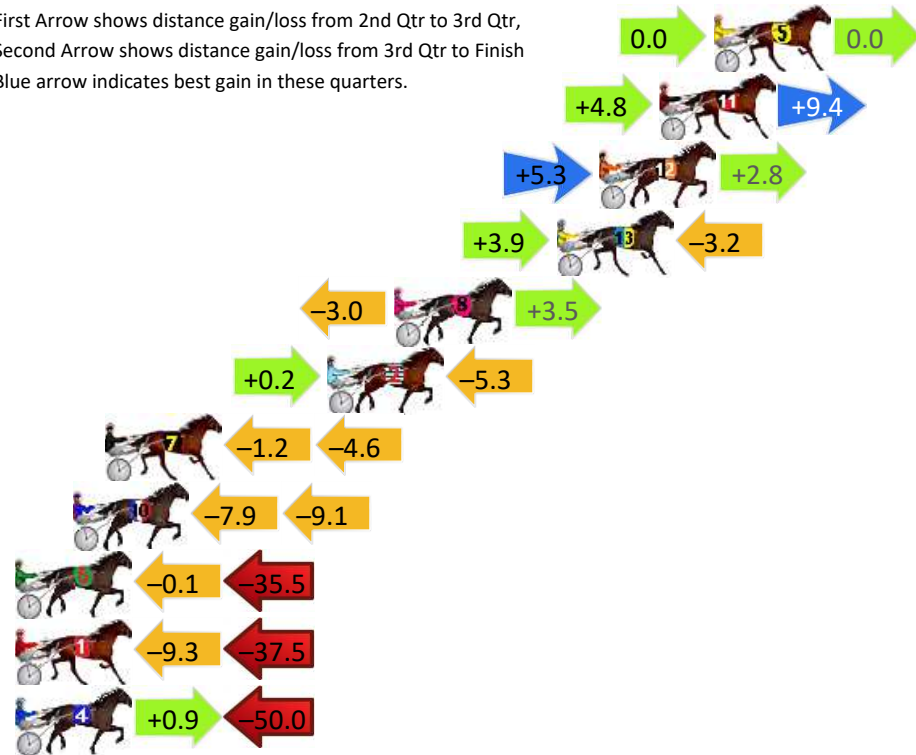 First Arrow shows distance gain/loss from 2nd Qtr to 3rd Qtr,
Second Arrow shows distance gain/loss from 3rd Qtr to Finish
Blue arrow indicates best gain in these quarters.
0.0 5 0.0
+4.8 11 +9.4
+5.3 12 +2.8
+3.9 13 −3.2
−3.0 8 +3.5
+0.2 2 −5.3
7 −1.2 −4.6
10 −7.9 −9.1
−0.1 −35.5
1 −9.3 −37.5
4 +0.9 −50.0